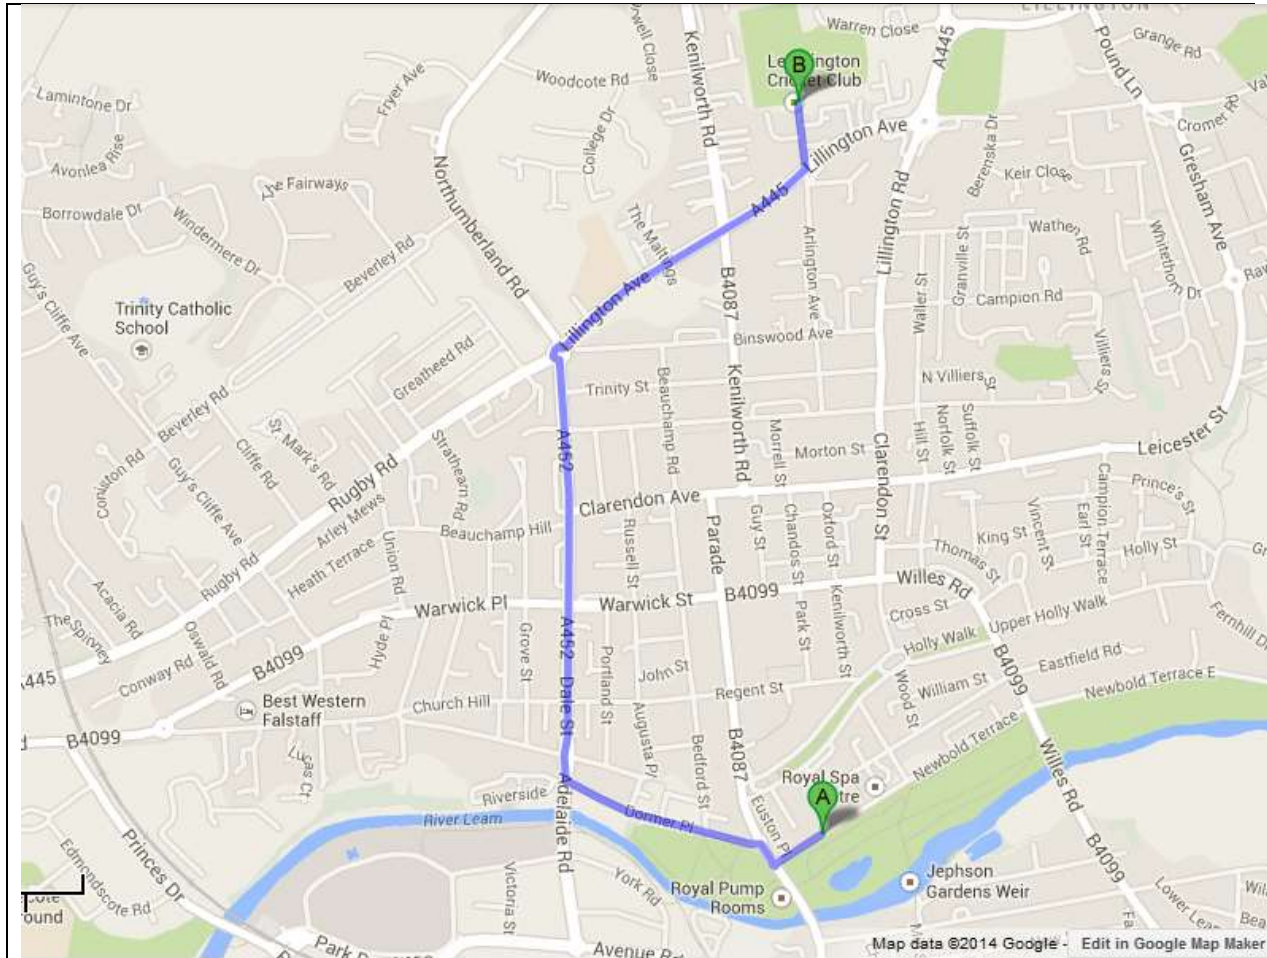 LILLINGTON
Warren Close
A445
Pound Ln
Grange Rd
Kenilworth Rd
Woodcote Rd
Cricket Club
B
Fryer Ave
Lamintone Dr
Avonlea Rise
College Dr
Lillington Ave
Cromer Rd
Gresham Ave
Berenska Dr
Keir Close
Northumberland Rd
The Fairways
Borrowdale Dr
Windermere Dr
Beverley Rd
The Maltings
A445
Lillington Rd
Arlington Ave
Granville St
Wathen Rd
Whitethorn Dr
Guy's Cliffe Ave
Trinity Catholic
School
Lillington Ave
B4087
Waller St
Campion Rd
Villiers St
Binswood Ave
Greatheed Rd
Trinity St
Beauchamp Rd
Kenilworth Rd
N Villiers St
Beverley Rd
St. Mark's Rd
Cliffe Rd
Coniston Rd
Guy's Cliffe Ave
Rugby Rd
Strathearn Rd
A452
Morrell St
Morton St
Clarendon St
Hill St
Norfolk St
Suffolk St
Leicester St
Arley Mews
Beauchamp Hill
Clarendon Ave
Parade
Guy St
Chandos St
Oxford St
Campion Terrace
Prince's St
Vincent St
Earl St
King St
Thomas St
Holly St
Rugby Rd
Heath Terrace
Union Rd
Russell St
Acacia Rd
The Spinney
Warwick Pl
Warwick St
B4099
Willes Rd
Cross St
Upper Holly Walk
Holly Walk
Fernhill
Conway Rd
Oswald Rd
B4099
Hyde Pl
Grove St
A452
Portland St
John St
Park St
Kenilworth St
B4099
Eastfield Rd
Regent St
Wood St
William St
Newbold Terrace E
Best Western
Falstaff
Church Hill
Dale St
Augusta Pl
Bedford St
B4087
Newbold Terrace
B4099
Lucas Ct
Riverside
River Leam
Adelaide Rd
Dormer Pl
Euston Pl
Royal Spa
A
Willes Rd
Princes Dr
Edmondscote Rd
Victoria St
York Rd
Royal Pump
Rooms
Jephson
Gardens Weir
B4099
Avenue Rd
Map data ©2014 Google - Edit in Google Map Maker